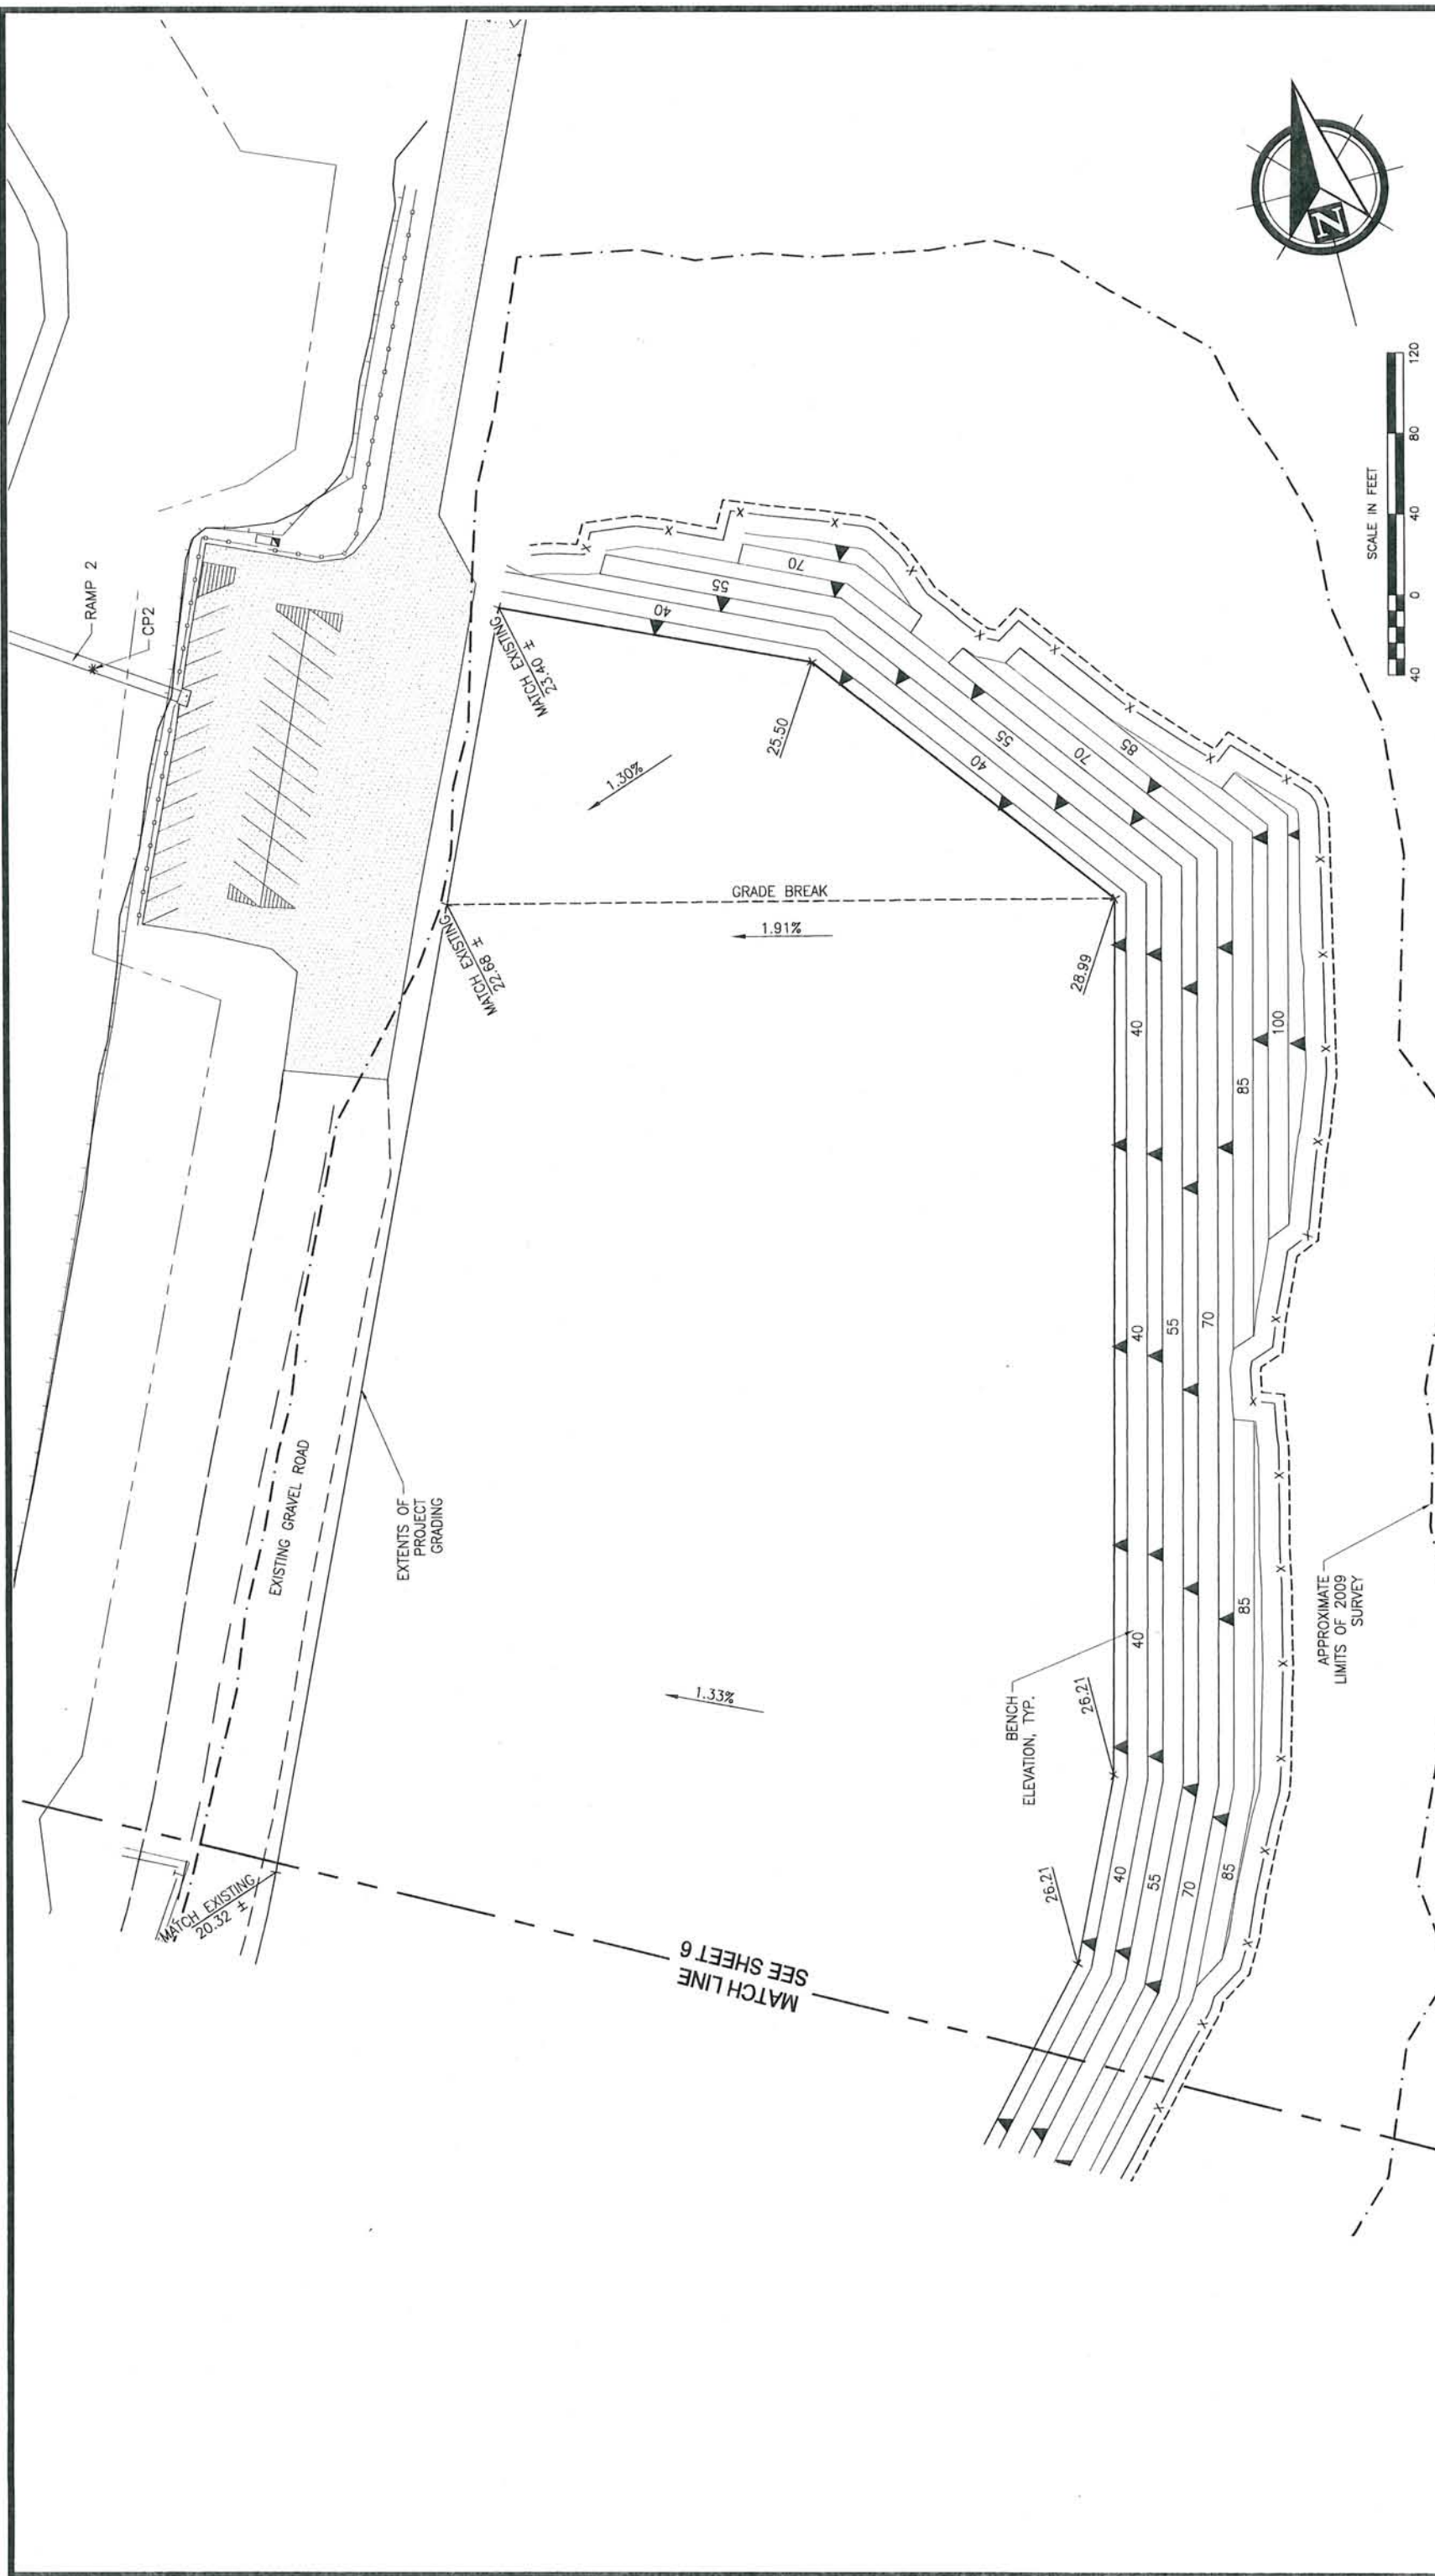 RAMP 2
CP2
N
SCALE IN FEET
40 0 40 80 120
MATCH EXISTING
23.40 ±
40
55
70
25.50
1.30%
40
55
70
85
MATCH EXISTING
22.68 ±
GRADE BREAK
1.91%
28.99
40
85
100
40
55
70
EXISTING GRAVEL ROAD
EXTENTS OF
PROJECT
GRADING
1.33%
40
85
BENCH
ELEVATION, TYP.
26.21
APPROXIMATE
LIMITS OF 2009
SURVEY
26.21
40
55
70
85
MATCH EXISTING
20.32 ±
MATCH LINE
SEE SHEET 6